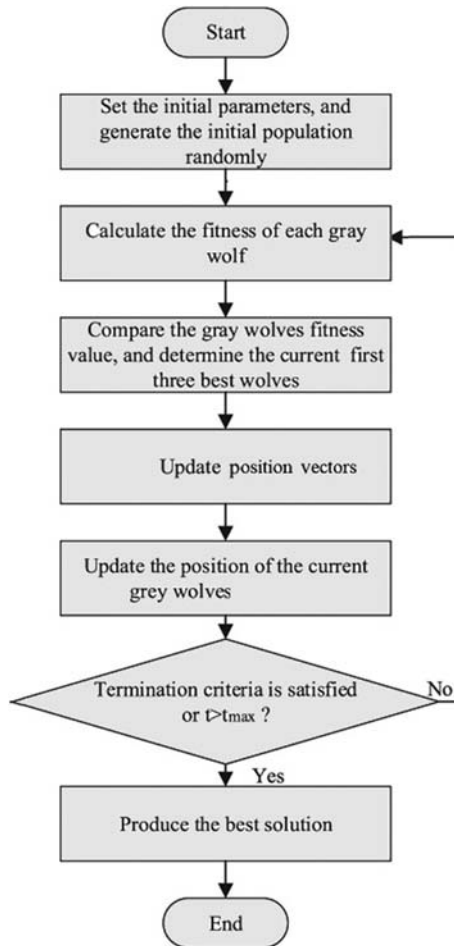 Start
Set the initial parameters, and
generate the initial population
randomly
Calculate the fitness of each gray
wolf
Compare the gray wolves fitness
value, and determine the current first
three best wolves
Update position vectors
Update the position of the current
grey wolves
Termination criteria is satisfied
or t>tmax ?
No
Yes
Produce the best solution
End